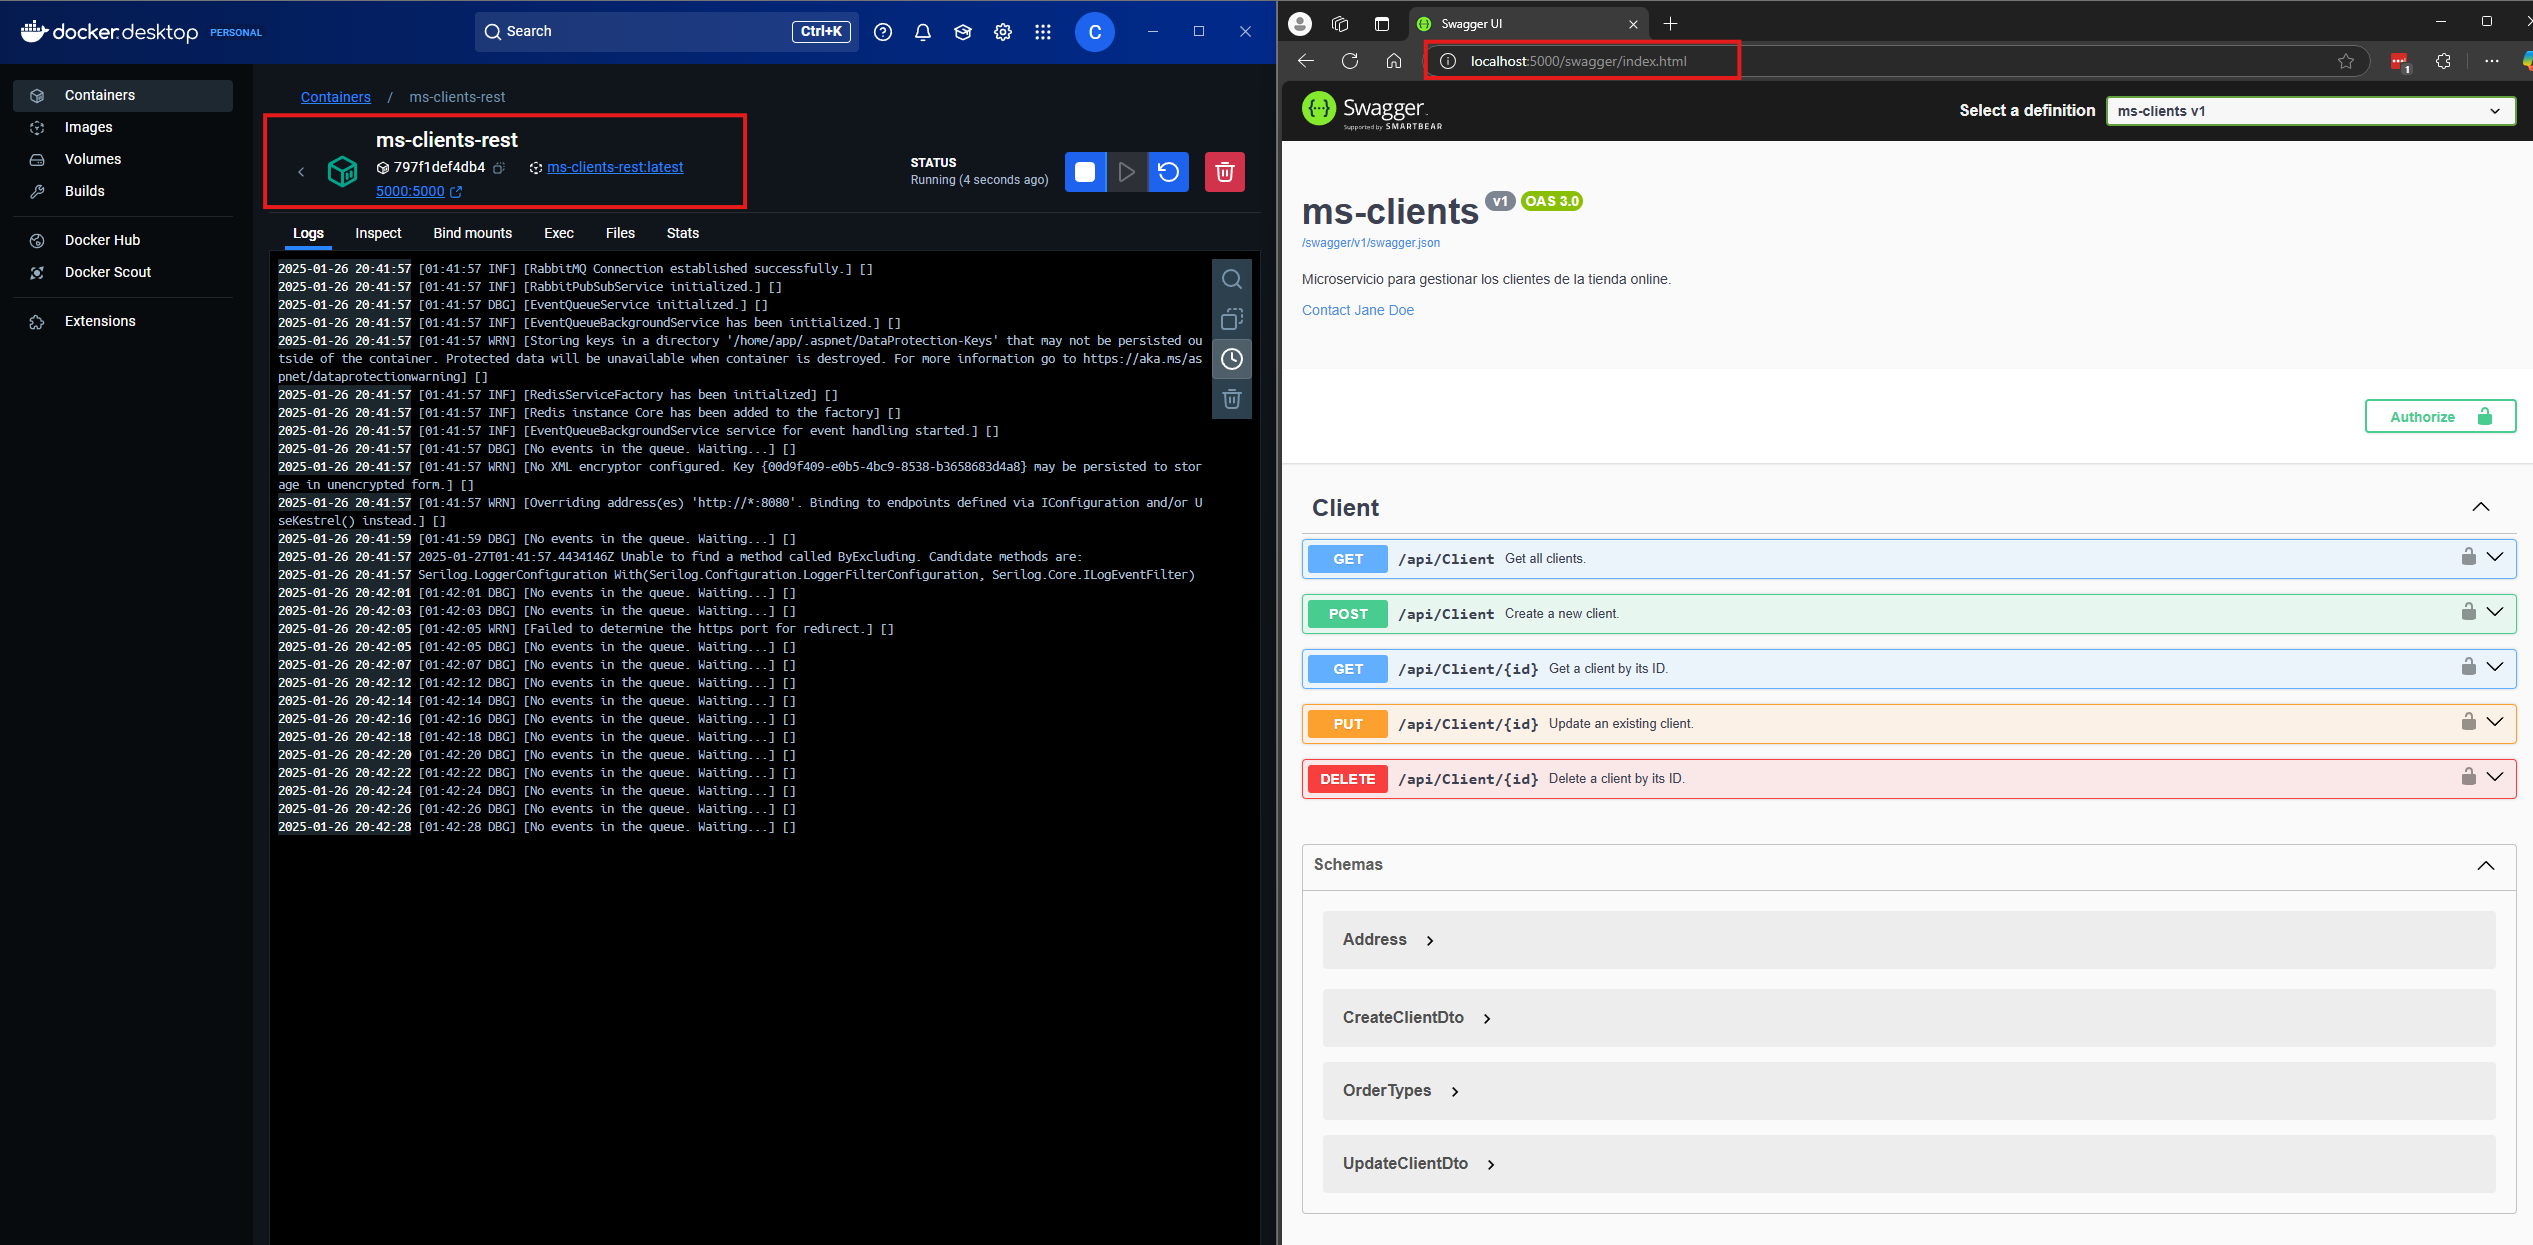 docker.desktop PERSONAL
Search
Ctrl+K
C
Containers
Images
Volumes
Builds
Docker Hub
Docker Scout
Extensions
Containers / ms-clients-rest
ms-clients-rest
797f1def4db4 ms-clients-rest:latest
5000:5000
STATUS
Running (4 seconds ago)
Logs Inspect Bind mounts Exec Files Stats
2025-01-26 20:41:57 [01:41:57 INF] [RabbitMQ Connection established successfully.] []
2025-01-26 20:41:57 [01:41:57 INF] [RabbitPubSubService initialized.] []
2025-01-26 20:41:57 [01:41:57 DBG] [EventQueueService initialized.] []
2025-01-26 20:41:57 [01:41:57 INF] [EventQueueBackgroundService has been initialized.] []
2025-01-26 20:41:57 [01:41:57 WRN] [Storing keys in a directory '/home/app/.aspnet/DataProtection-Keys' that may not be persisted ou
tside of the container. Protected data will be unavailable when container is destroyed. For more information go to https://aka.ms/as
pnet/dataprotectionwarning] []
2025-01-26 20:41:57 [01:41:57 INF] [RedisServiceFactory has been initialized] []
2025-01-26 20:41:57 [01:41:57 INF] [Redis instance Core has been added to the factory] []
2025-01-26 20:41:57 [01:41:57 INF] [EventQueueBackgroundService service for event handling started.] []
2025-01-26 20:41:57 [01:41:57 DBG] [No events in the queue. Waiting...] []
2025-01-26 20:41:57 [01:41:57 WRN] [No XML encryptor configured. Key {00d9f409-e0b5-4bc9-8538-b3658683d4a8} may be persisted to stor
age in unencrypted form.] []
2025-01-26 20:41:57 [01:41:57 WRN] [Overriding address(es) 'http://*:8080'. Binding to endpoints defined via IConfiguration and/or U
seKestrel() instead.] []
2025-01-26 20:41:59 [01:41:59 DBG] [No events in the queue. Waiting...] []
2025-01-26 20:41:57 2025-01-27T01:41:57.4434146Z Unable to find a method called ByExcluding. Candidate methods are:
2025-01-26 20:41:57 Serilog.LoggerConfiguration With(Serilog.Configuration.LoggerFilterConfiguration, Serilog.Core.ILogEventFilter)
2025-01-26 20:42:01 [01:42:01 DBG] [No events in the queue. Waiting...] []
2025-01-26 20:42:03 [01:42:03 DBG] [No events in the queue. Waiting...] []
2025-01-26 20:42:05 [01:42:05 WRN] [Failed to determine the https port for redirect.] []
2025-01-26 20:42:05 [01:42:05 DBG] [No events in the queue. Waiting...] []
2025-01-26 20:42:07 [01:42:07 DBG] [No events in the queue. Waiting...] []
2025-01-26 20:42:12 [01:42:12 DBG] [No events in the queue. Waiting...] []
2025-01-26 20:42:14 [01:42:14 DBG] [No events in the queue. Waiting...] []
2025-01-26 20:42:16 [01:42:16 DBG] [No events in the queue. Waiting...] []
2025-01-26 20:42:18 [01:42:18 DBG] [No events in the queue. Waiting...] []
2025-01-26 20:42:20 [01:42:20 DBG] [No events in the queue. Waiting...] []
2025-01-26 20:42:22 [01:42:22 DBG] [No events in the queue. Waiting...] []
2025-01-26 20:42:24 [01:42:24 DBG] [No events in the queue. Waiting...] []
2025-01-26 20:42:26 [01:42:26 DBG] [No events in the queue. Waiting...] []
2025-01-26 20:42:28 [01:42:28 DBG] [No events in the queue. Waiting...] []
Swagger UI
localhost:5000/swagger/index.html
1
Swagger.
Supported by SMARTBEAR
Select a definition
ms-clients v1
ms-clients v1 OAS 3.0
/swagger/v1/swagger.json
Microservicio para gestionar los clientes de la tienda online.
Contact Jane Doe
Authorize
Client
GET /api/Client Get all clients.
POST /api/Client Create a new client.
GET /api/Client/{id} Get a client by its ID.
PUT /api/Client/{id} Update an existing client.
DELETE /api/Client/{id} Delete a client by its ID.
Schemas
Address
CreateClientDto
OrderTypes
UpdateClientDto